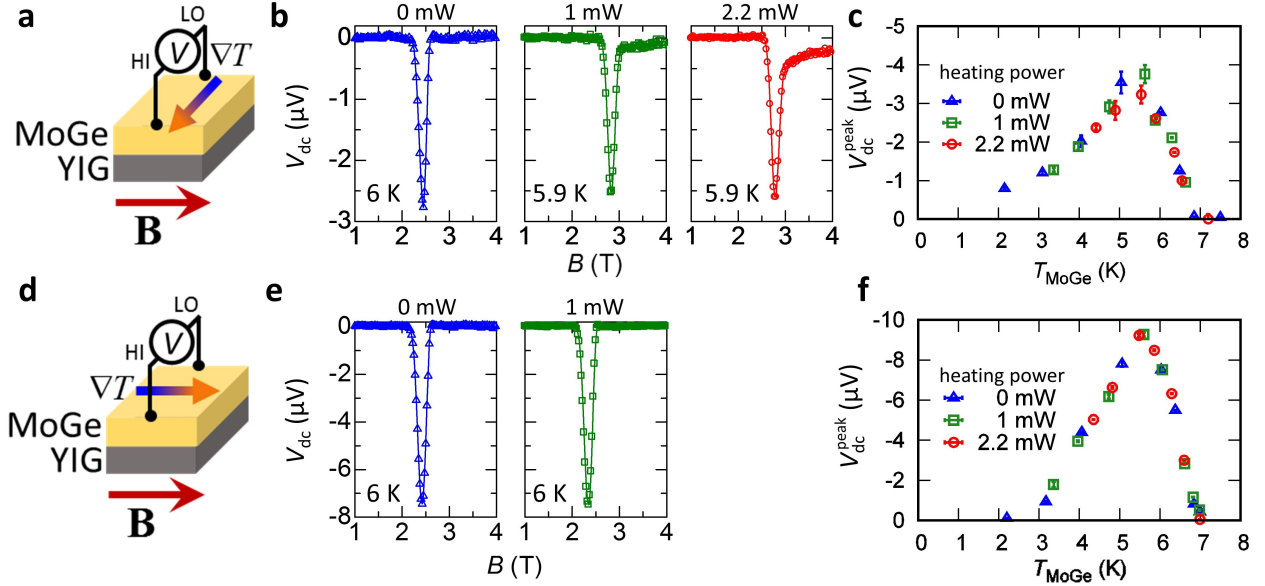 a
LO
HI
V
∇T
MoGe
YIG
B
b
0 mW
1 mW
2.2 mW
0
-1
-2
-3
V_dc (μV)
6 K
5.9 K
5.9 K
1 2 3 4
1 2 3 4
1 2 3 4
B (T)
c
-5
-4
-3
-2
-1
0
V_dc^peak (μV)
heating power
0 mW
1 mW
2.2 mW
0 1 2 3 4 5 6 7 8
T_MoGe (K)
d
LO
HI
V
∇T
MoGe
YIG
B
e
0 mW
1 mW
0
-2
-4
-6
-8
V_dc (μV)
6 K
6 K
1 2 3 4
1 2 3 4
B (T)
f
-10
-8
-6
-4
-2
0
V_dc^peak (μV)
heating power
0 mW
1 mW
2.2 mW
0 1 2 3 4 5 6 7 8
T_MoGe (K)